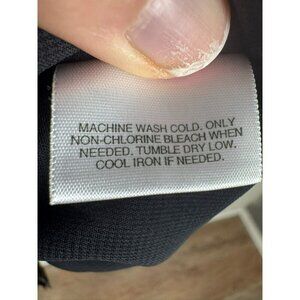 MACHINE WASH COLD. ONLY
NON-CHLORINE BLEACH WHEN
NEEDED. TUMBLE DRY LOW.
COOL IRON IF NEEDED.